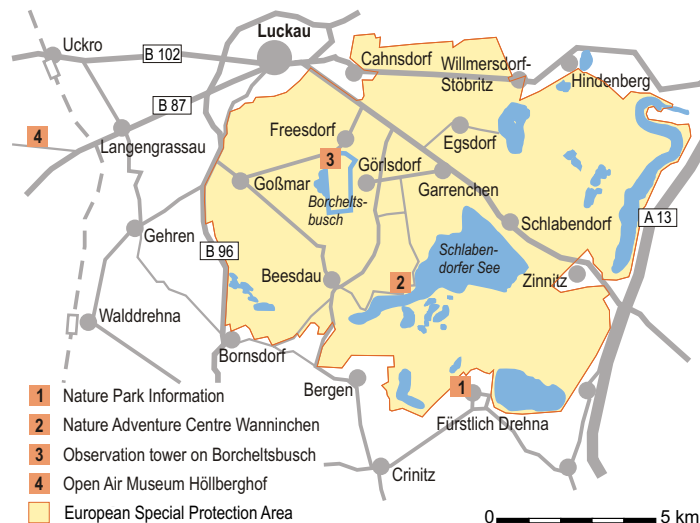 Luckau
Uckro
B 102
Cahnsdorf
Willmersdorf-
Stöbritz
Hindenberg
B 87
4
Langengrassau
Freesdorf
3
Egsdorf
Görlsdorf
Goßmar
Garrenchen
Borchelts-
busch
A 13
Gehren
B 96
Schlabendorf
Schlaben-
dorfer See
Beesdau
2
Zinnitz
Walddrehna
Bornsdorf
Bergen
1
Fürstlich Drehna
Crinitz
1 Nature Park Information
2 Nature Adventure Centre Wanninchen
3 Observation tower on Borcheltsbusch
4 Open Air Museum Höllberghof
European Special Protection Area
0 5 km